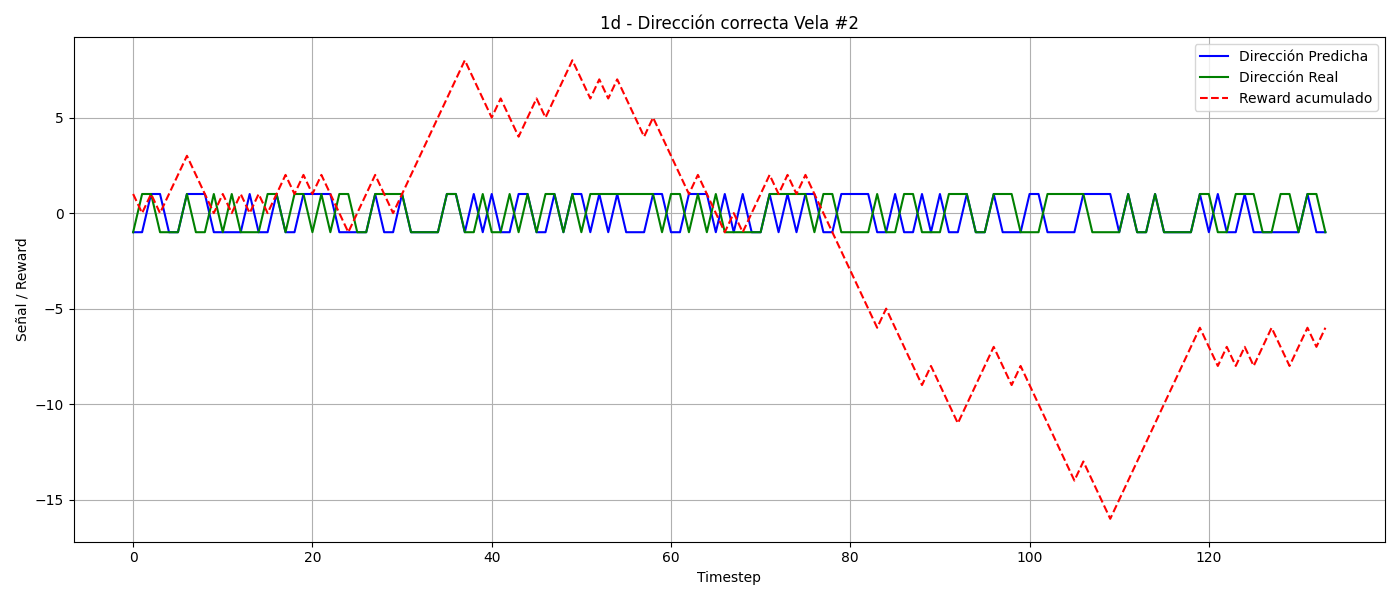 1d - Dirección correcta Vela #2
Dirección Predicha
Dirección Real
Reward acumulado
Señal / Reward
5
0
−5
−10
−15
0 20 40 60 80 100 120
Timestep